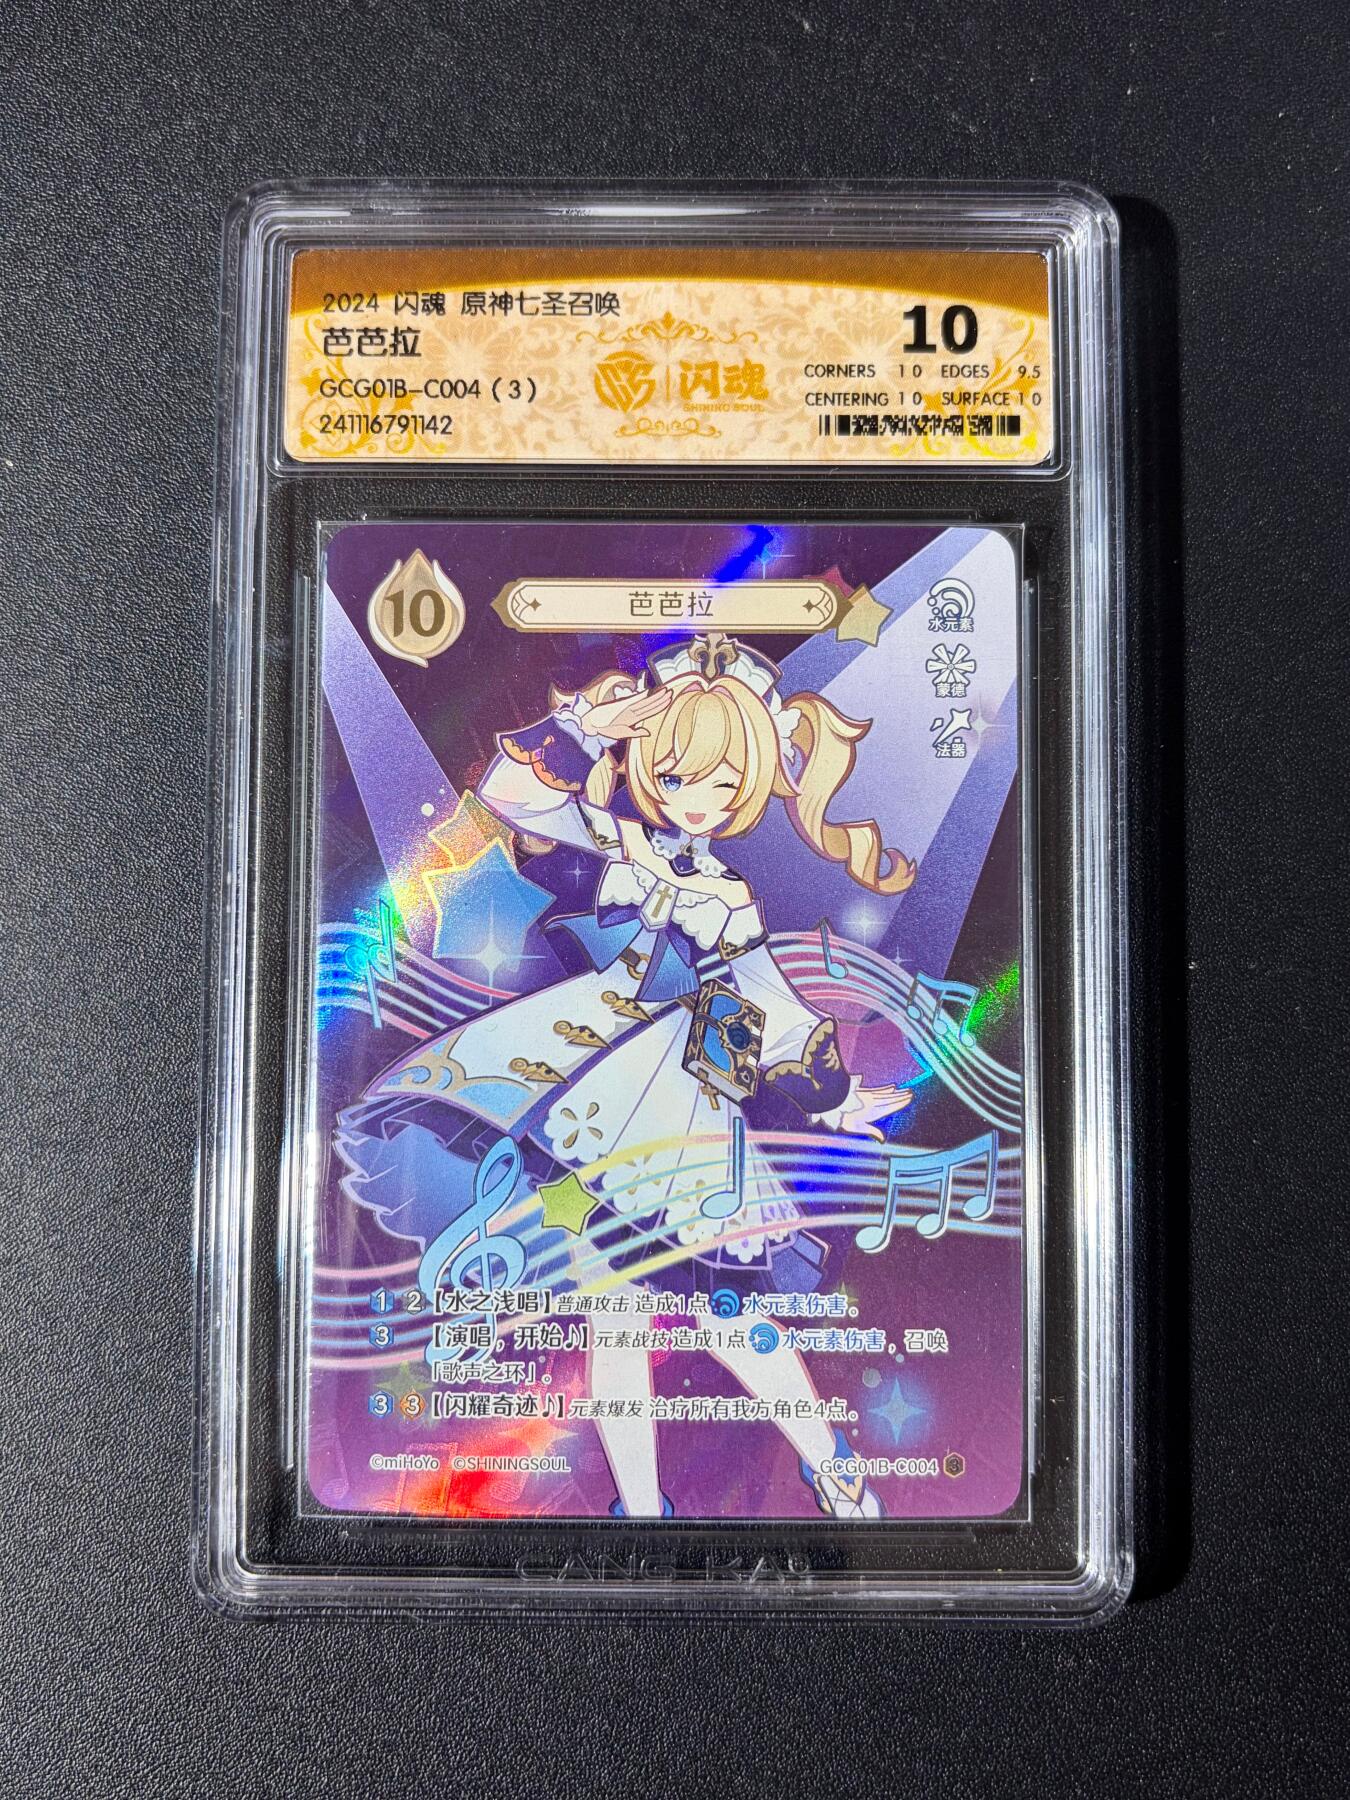 2024 闪魂 原神七圣召唤
芭芭拉
GCG01B-C004 (3)
241116791142
闪魂
SHINING SOUL
10
CORNERS 10 EDGES 9.5
CENTERING 10 SURFACE 10
10
芭芭拉
水元素
蒙德
法器
1 2【水之浅唱】普通攻击 造成1点水元素伤害。
3【演唱，开始♪】元素战技 造成1点水元素伤害，召唤
「歌声之环」。
3 3【闪耀奇迹♪】元素爆发 治疗所有我方角色4点。
©miHoYo ©SHININGSOUL
GCG01B-C004 3
CANG KA